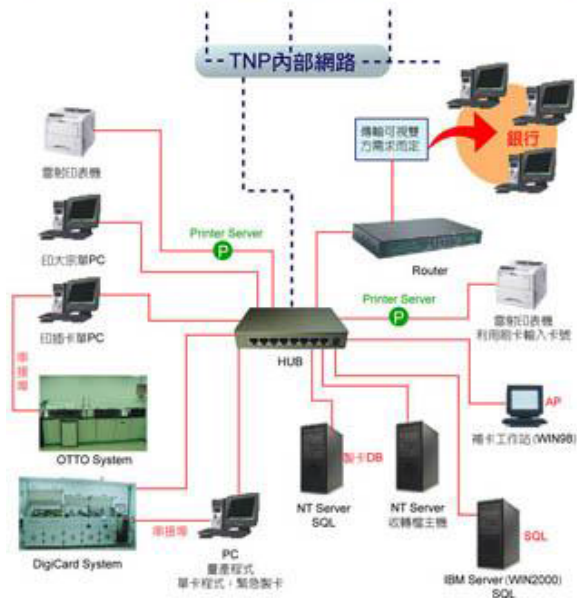 TNP內部網路
傳輸可視雙
方需求而定
銀行
雷射印表機
Printer Server
P
Router
印大宗單PC
Printer Server
P
雷射印表機
利用刷卡輸入卡號
印插卡單PC
HUB
串接埠
AP
補卡工作站(WIN98)
OTTO System
製卡DB
NT Server
SQL
NT Server
收轉檔主機
串接埠
SQL
DigiCard System
PC
量產程式
單卡程式，緊急製卡
IBM Server (WIN2000)
SQL